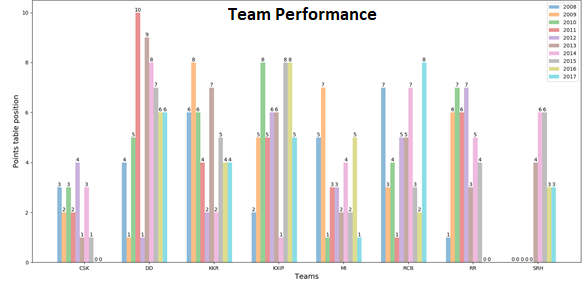 Team Performance
2008
2009
2010
2011
2012
2013
2014
2015
2016
2017
Points table position
10
8
6
4
2
0
3 2 3 2 4 1 3 1 0 0
4 1 5 10 1 9 8 7 6 6
6 8 6 4 2 7 2 5 4 4
2 5 8 5 6 6 1 8 8 5
5 7 1 3 3 2 4 2 5 1
7 3 4 1 5 5 7 3 2 8
1 6 7 6 7 3 5 4 0 0
0 0 0 0 0 4 6 6 3 3
CSK DD KKR KXIP MI RCB RR SRH
Teams